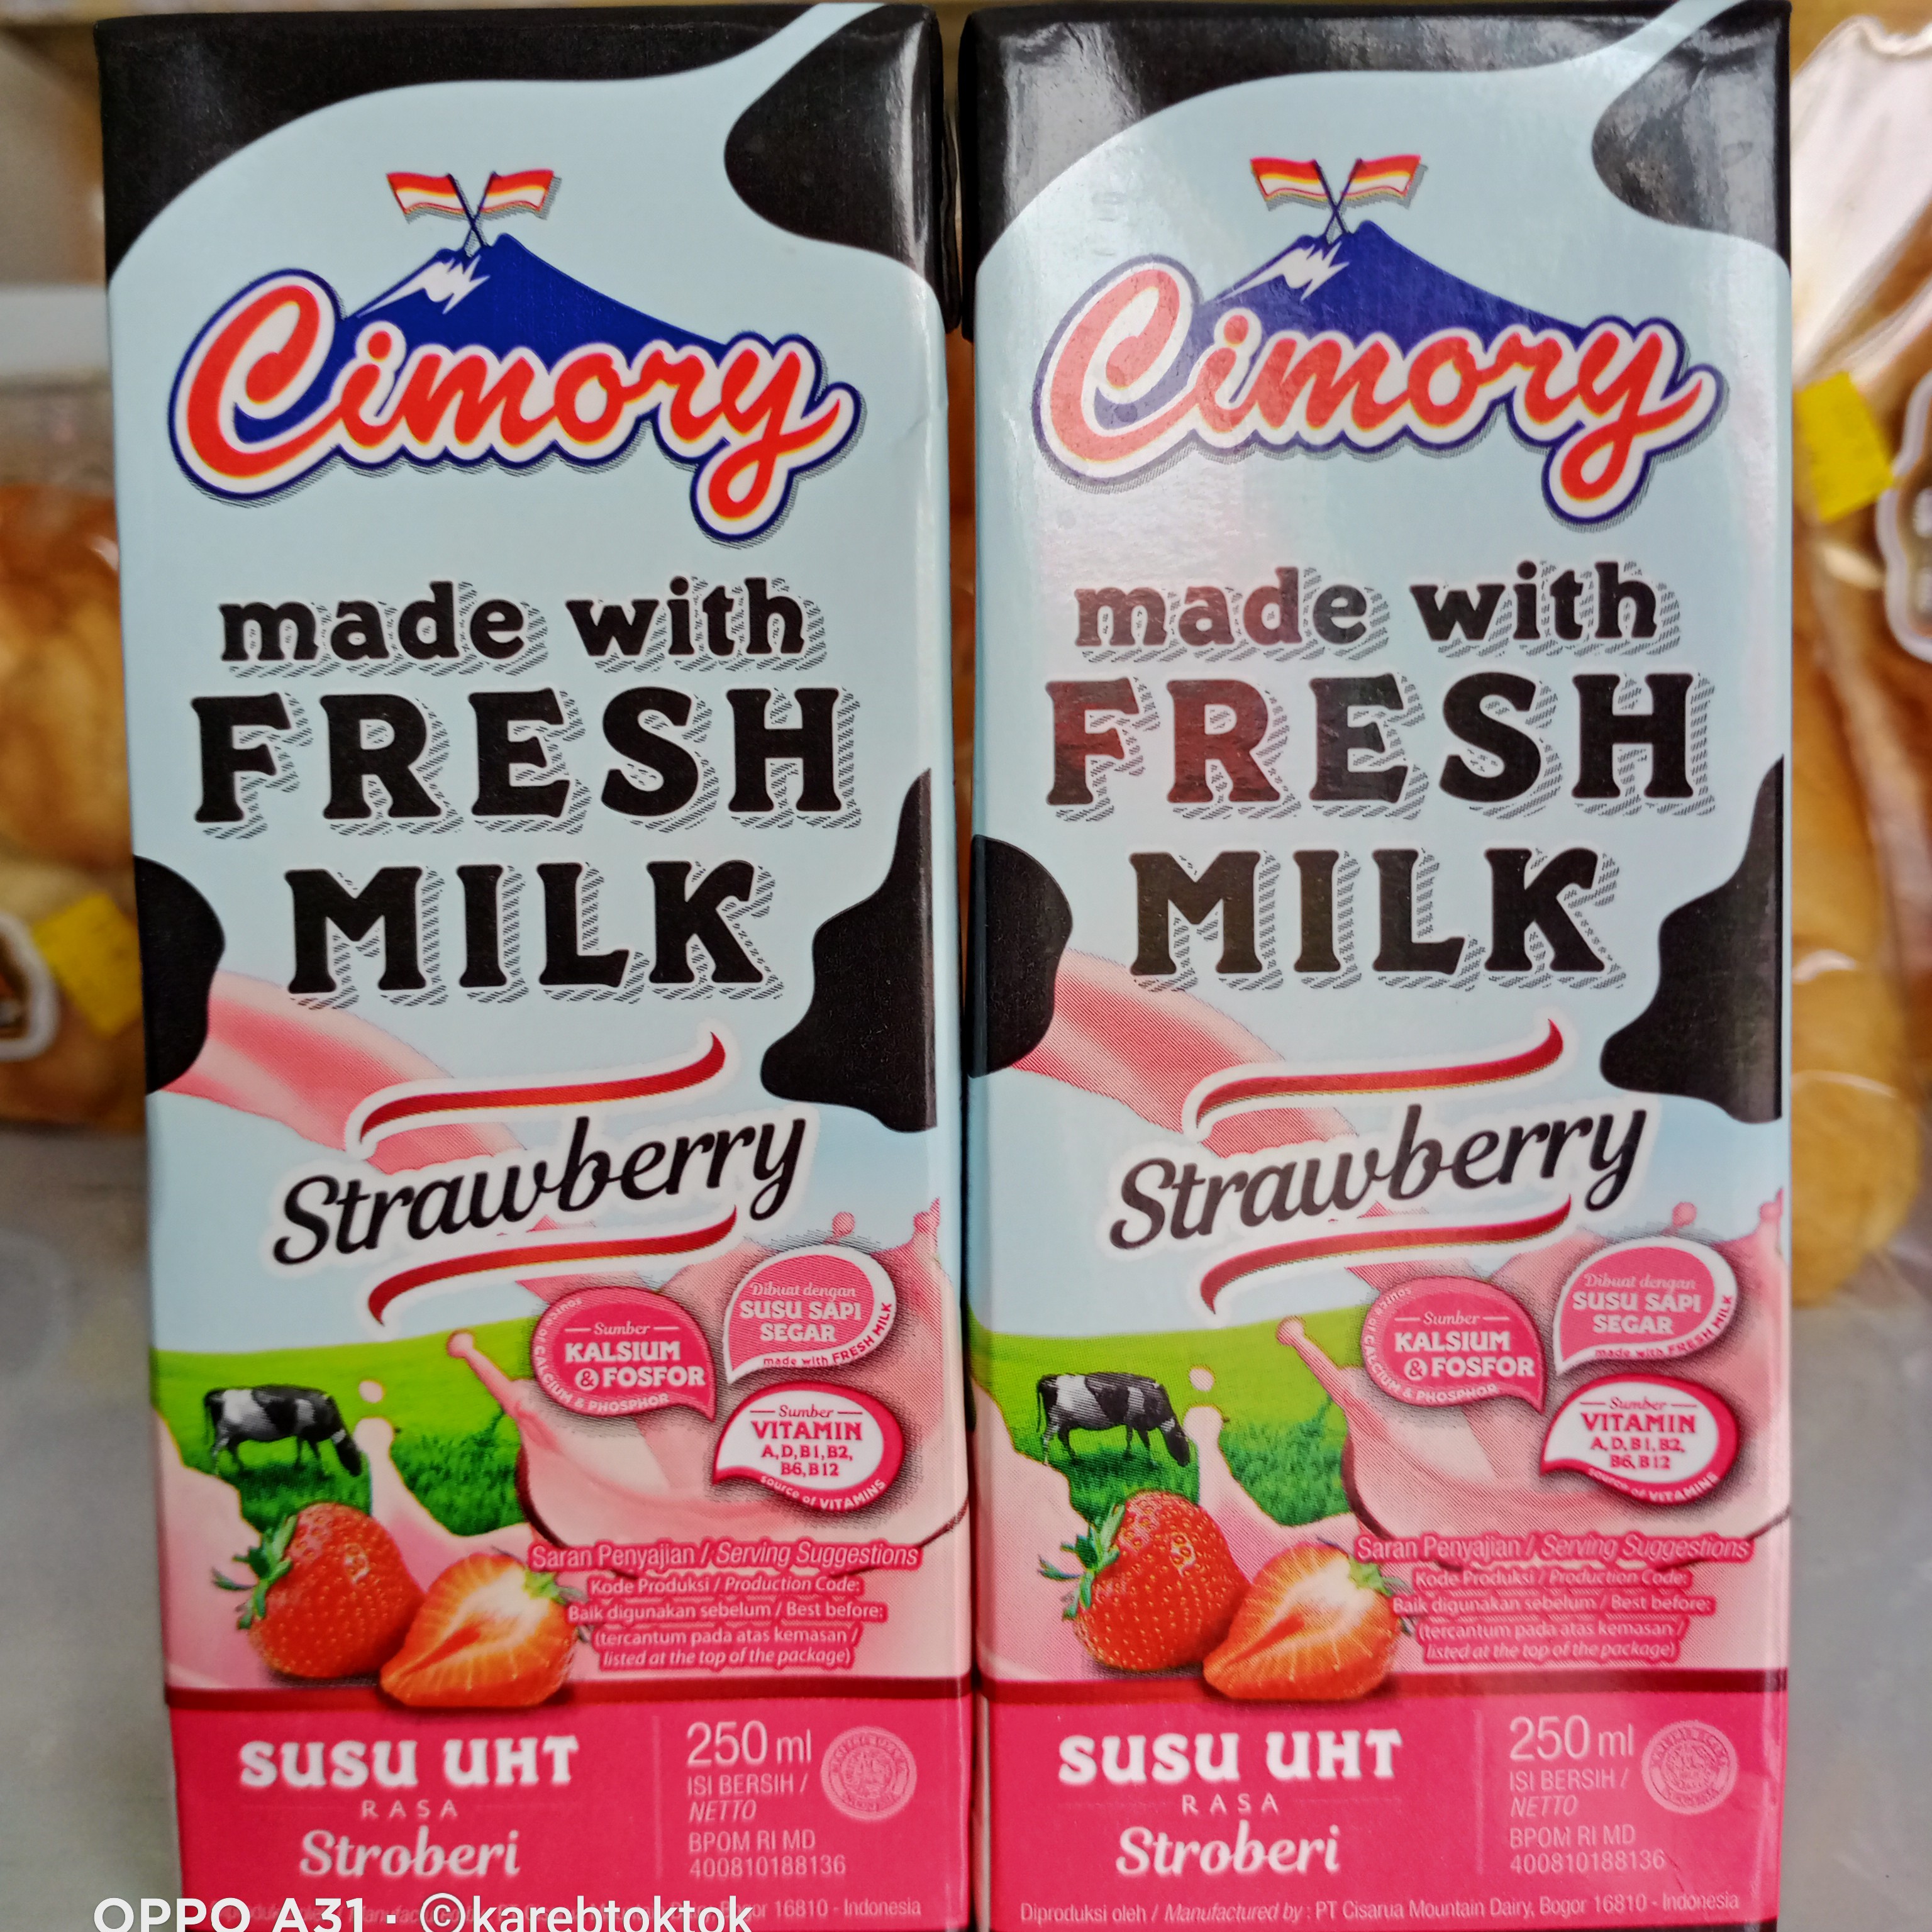 Cimory
made with
FRESH
MILK
Strawberry
Sumber
KALSIUM
& FOSFOR
source of CALCIUM & PHOSPHOR
Dibuat dengan
SUSU SAPI
SEGAR
made with FRESH MILK
Sumber
VITAMIN
A, D, B1, B2,
B6, B12
source of VITAMINS
Saran Penyajian / Serving Suggestions
Kode Produksi / Production Code:
Baik digunakan sebelum / Best before:
(tercantum pada atas kemasan /
listed at the top of the package)
SUSU UHT
RASA
Stroberi
250 ml
ISI BERSIH /
NETTO
BPOM RI MD
400810188136
Bogor 16810 - Indonesia
Cimory
made with
FRESH
MILK
Strawberry
Sumber
KALSIUM
& FOSFOR
source of CALCIUM & PHOSPHOR
Dibuat dengan
SUSU SAPI
SEGAR
made with FRESH MILK
Sumber
VITAMIN
A, D, B1, B2,
B6, B12
source of VITAMINS
Saran Penyajian / Serving Suggestions
Kode Produksi / Production Code:
Baik digunakan sebelum / Best before:
(tercantum pada atas kemasan /
listed at the top of the package)
SUSU UHT
RASA
Stroberi
250 ml
ISI BERSIH /
NETTO
BPOM RI MD
400810188136
Diproduksi oleh / Manufactured by : PT Cisarua Mountain Dairy, Bogor 16810 - Indonesia
OPPO A31 · ©karebtoktok